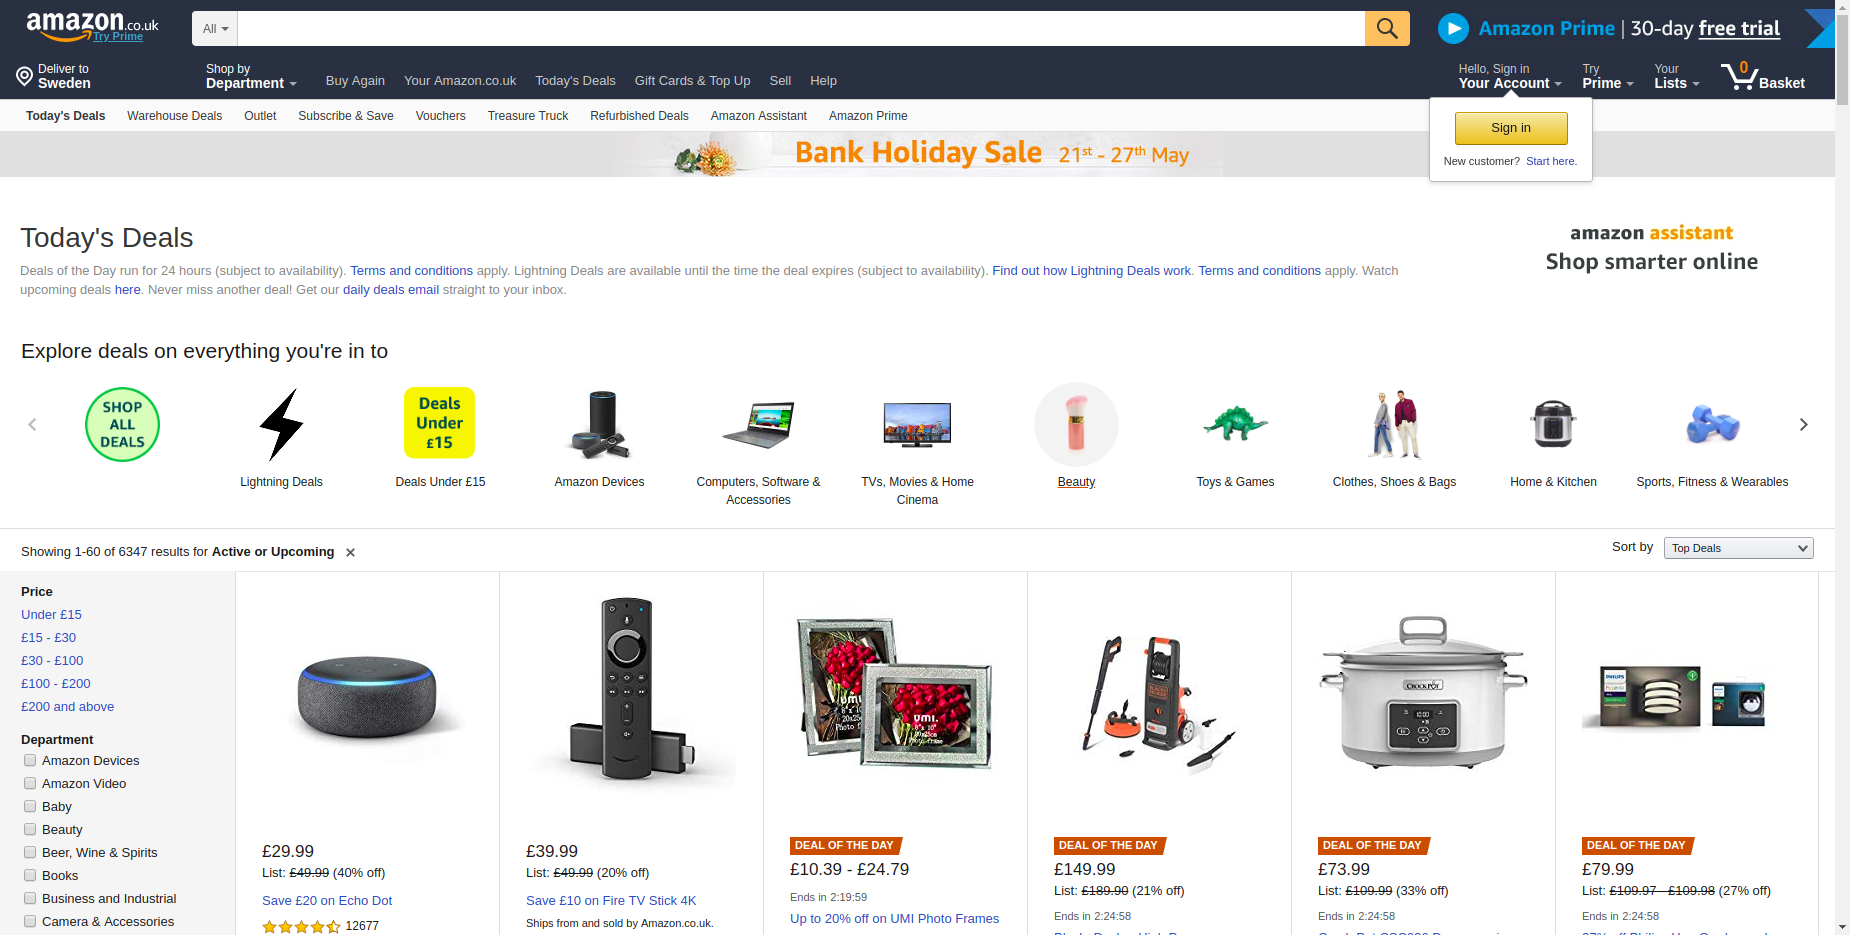 amazon.co.uk
Try Prime
All
Amazon Prime | 30-day free trial
Deliver to
Sweden
Shop by
Department
Buy Again
Your Amazon.co.uk
Today's Deals
Gift Cards & Top Up
Sell
Help
Hello, Sign in
Your Account
Try
Prime
Your
Lists
0
Basket
Today's Deals
Warehouse Deals
Outlet
Subscribe & Save
Vouchers
Treasure Truck
Refurbished Deals
Amazon Assistant
Amazon Prime
Sign in
New customer? Start here.
Bank Holiday Sale 21st - 27th May
Today's Deals
Deals of the Day run for 24 hours (subject to availability). Terms and conditions apply. Lightning Deals are available until the time the deal expires (subject to availability). Find out how Lightning Deals work. Terms and conditions apply. Watch
upcoming deals here. Never miss another deal! Get our daily deals email straight to your inbox.
amazon assistant
Shop smarter online
Explore deals on everything you're in to
SHOP
ALL
DEALS
Deals
Under
£15
Lightning Deals
Deals Under £15
Amazon Devices
Computers, Software &
Accessories
TVs, Movies & Home
Cinema
Beauty
Toys & Games
Clothes, Shoes & Bags
Home & Kitchen
Sports, Fitness & Wearables
Showing 1-60 of 6347 results for Active or Upcoming
Sort by
Top Deals
Price
Under £15
£15 - £30
£30 - £100
£100 - £200
£200 and above
Department
Amazon Devices
Amazon Video
Baby
Beauty
Beer, Wine & Spirits
Books
Business and Industrial
Camera & Accessories
£29.99
List: £49.99 (40% off)
Save £20 on Echo Dot
12677
£39.99
List: £49.99 (20% off)
Save £10 on Fire TV Stick 4K
Ships from and sold by Amazon.co.uk.
umi.
8"x 10"
20x25cm
Photo frame
DEAL OF THE DAY
£10.39 - £24.79
Ends in 2:19:59
Up to 20% off on UMI Photo Frames
DEAL OF THE DAY
£149.99
List: £189.90 (21% off)
Ends in 2:24:58
CROCK POT
DEAL OF THE DAY
£73.99
List: £109.99 (33% off)
Ends in 2:24:58
PHILIPS
DEAL OF THE DAY
£79.99
List: £109.97 - £109.98 (27% off)
Ends in 2:24:58